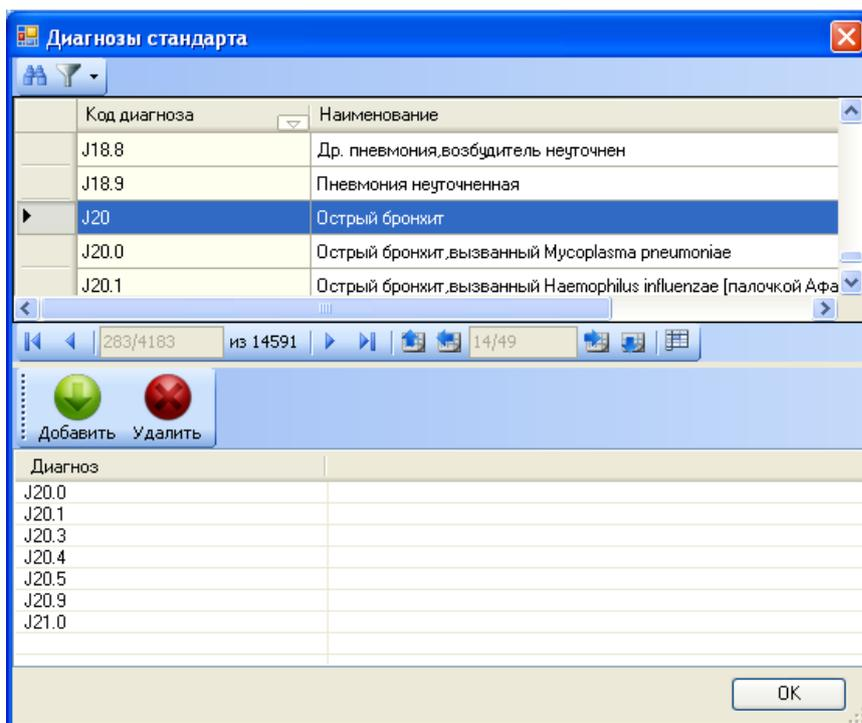 Диагнозы стандарта
Код диагноза Наименование
J18.8 Др. пневмония,возбудитель неуточнен
J18.9 Пневмония неуточненная
J20 Острый бронхит
J20.0 Острый бронхит,вызванный Mycoplasma pneumoniae
J20.1 Острый бронхит,вызванный Haemophilus influenzae [палочкой Афа
283/4183 из 14591 14/49
Добавить Удалить
Диагноз
J20.0
J20.1
J20.3
J20.4
J20.5
J20.9
J21.0
OK